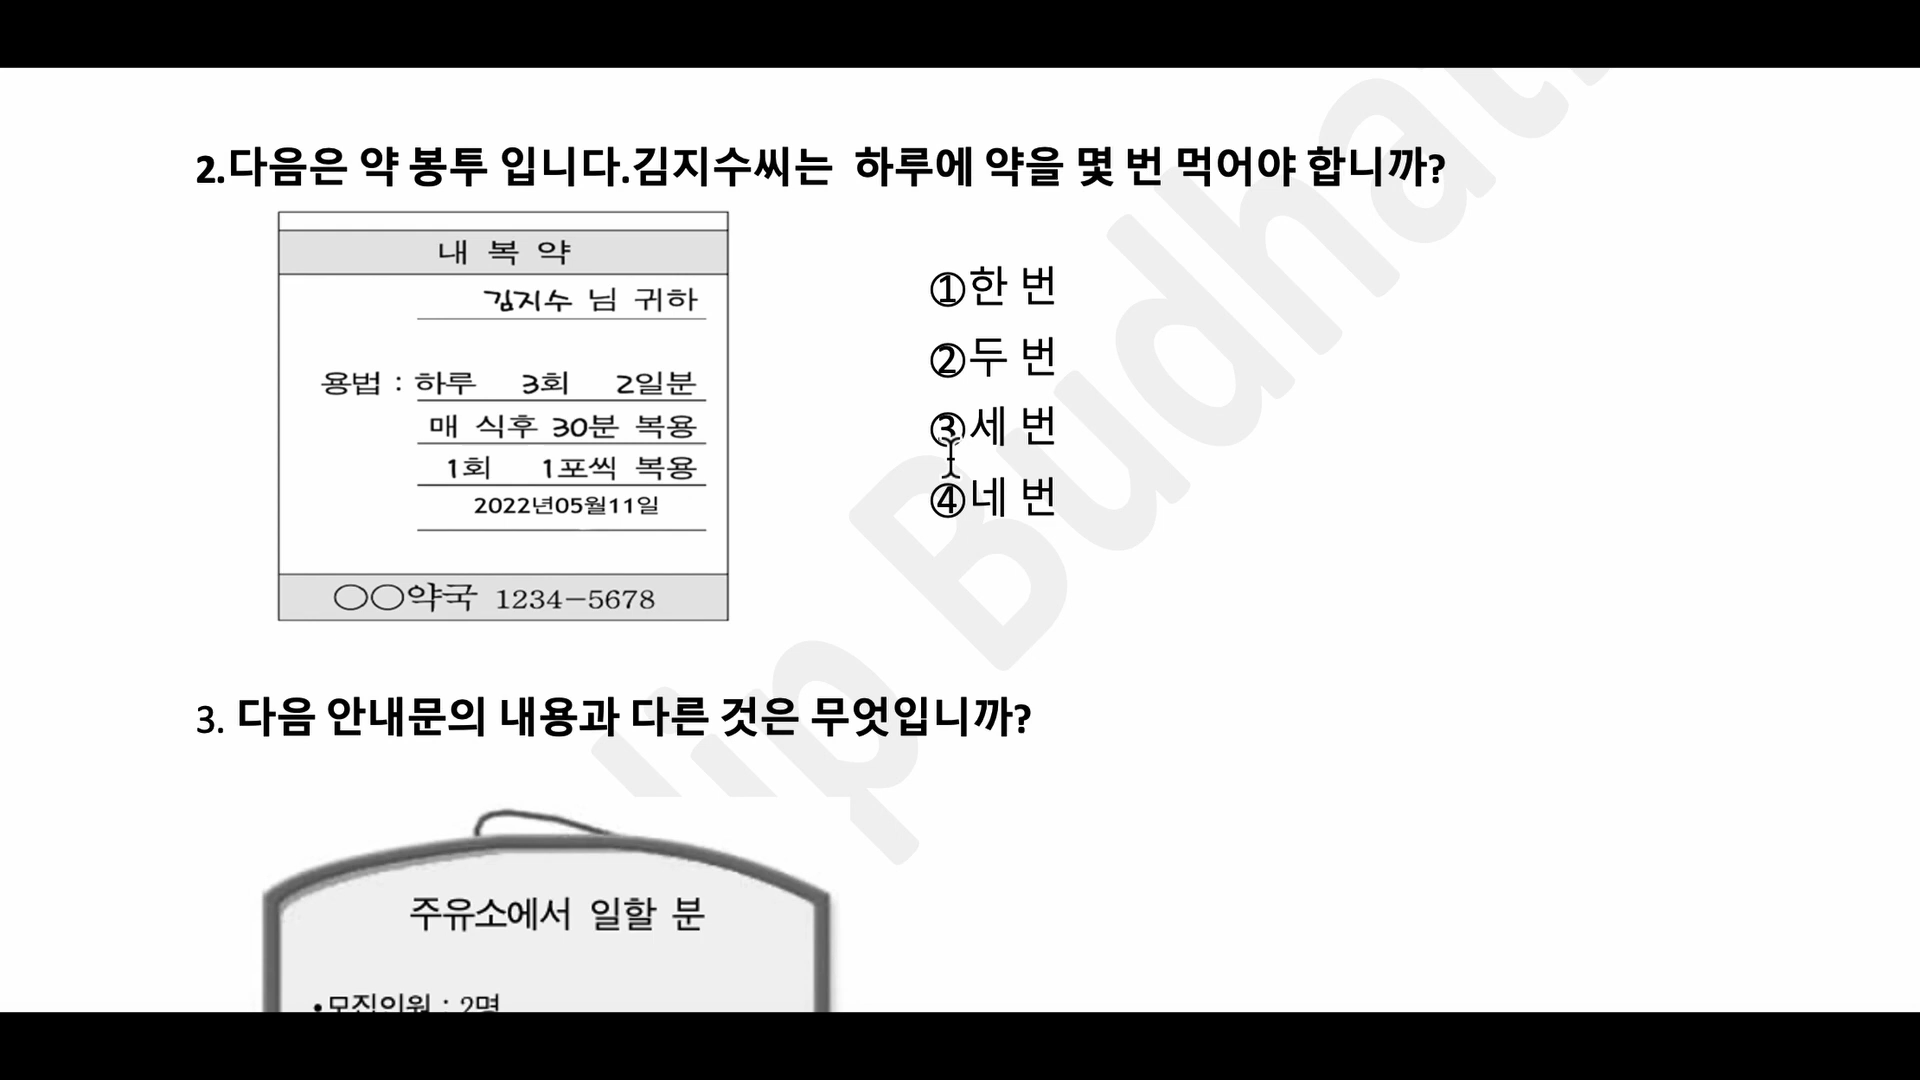 2.다음은 약 봉투 입니다.김지수씨는 하루에 약을 몇 번 먹어야 합니까?
내 복 약
김지수 님 귀하
용법 : 하루 3회 2일분
매 식후 30분 복용
1회 1포씩 복용
2022년05월11일
○○약국 1234-5678
①한 번
②두 번
③세 번
④네 번
3. 다음 안내문의 내용과 다른 것은 무엇입니까?
주유소에서 일할 분
•모집인원 : 2명